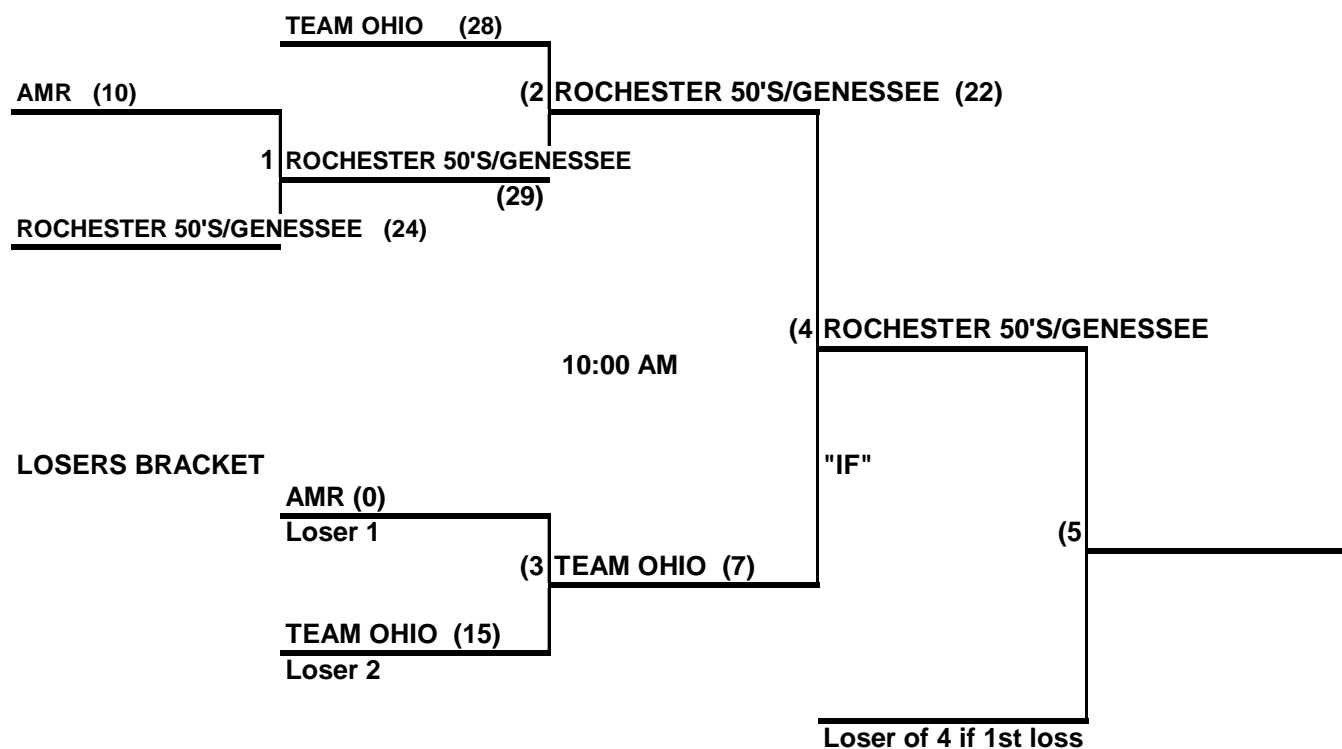 TEAM OHIO (28)
AMR (10)
(2 ROCHESTER 50'S/GENESSEE (22)
1 ROCHESTER 50'S/GENESSEE
(29)
ROCHESTER 50'S/GENESSEE (24)
(4 ROCHESTER 50'S/GENESSEE
10:00 AM
LOSERS BRACKET "IF"
AMR (0)
Loser 1
(5
(3 TEAM OHIO (7)
TEAM OHIO (15)
Loser 2
Loser of 4 if 1st loss